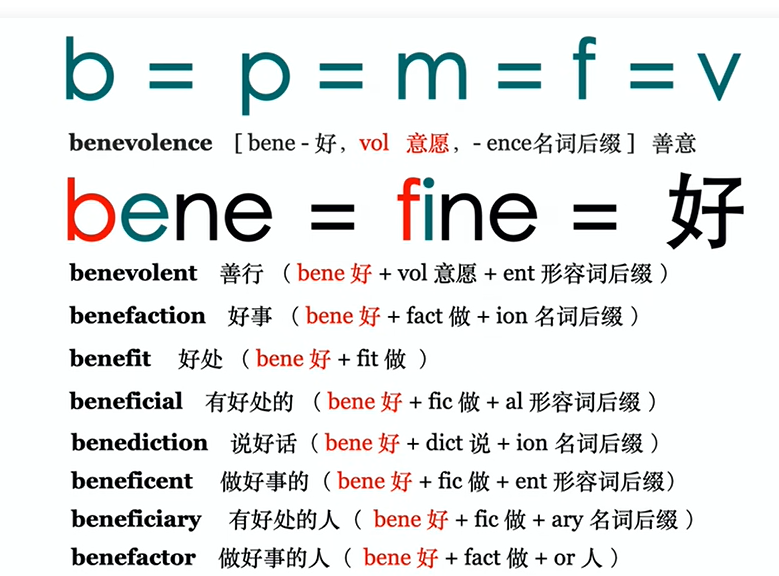 b = p = m = f = v
benevolence [ bene - 好，vol 意愿，- ence名词后缀 ] 善意
bene = fine = 好
benevolent 善行 （ bene 好 + vol 意愿 + ent 形容词后缀 ）
benefaction 好事 （ bene 好 + fact 做 + ion 名词后缀 ）
benefit 好处 （ bene 好 + fit 做 ）
beneficial 有好处的 （ bene 好 + fic 做 + al 形容词后缀 ）
benediction 说好话（ bene 好 + dict 说 + ion 名词后缀 ）
beneficent 做好事的（ bene 好 + fic 做 + ent 形容词后缀）
beneficiary 有好处的人（ bene 好 + fic 做 + ary 名词后缀 ）
benefactor 做好事的人（ bene 好 + fact 做 + or 人 ）